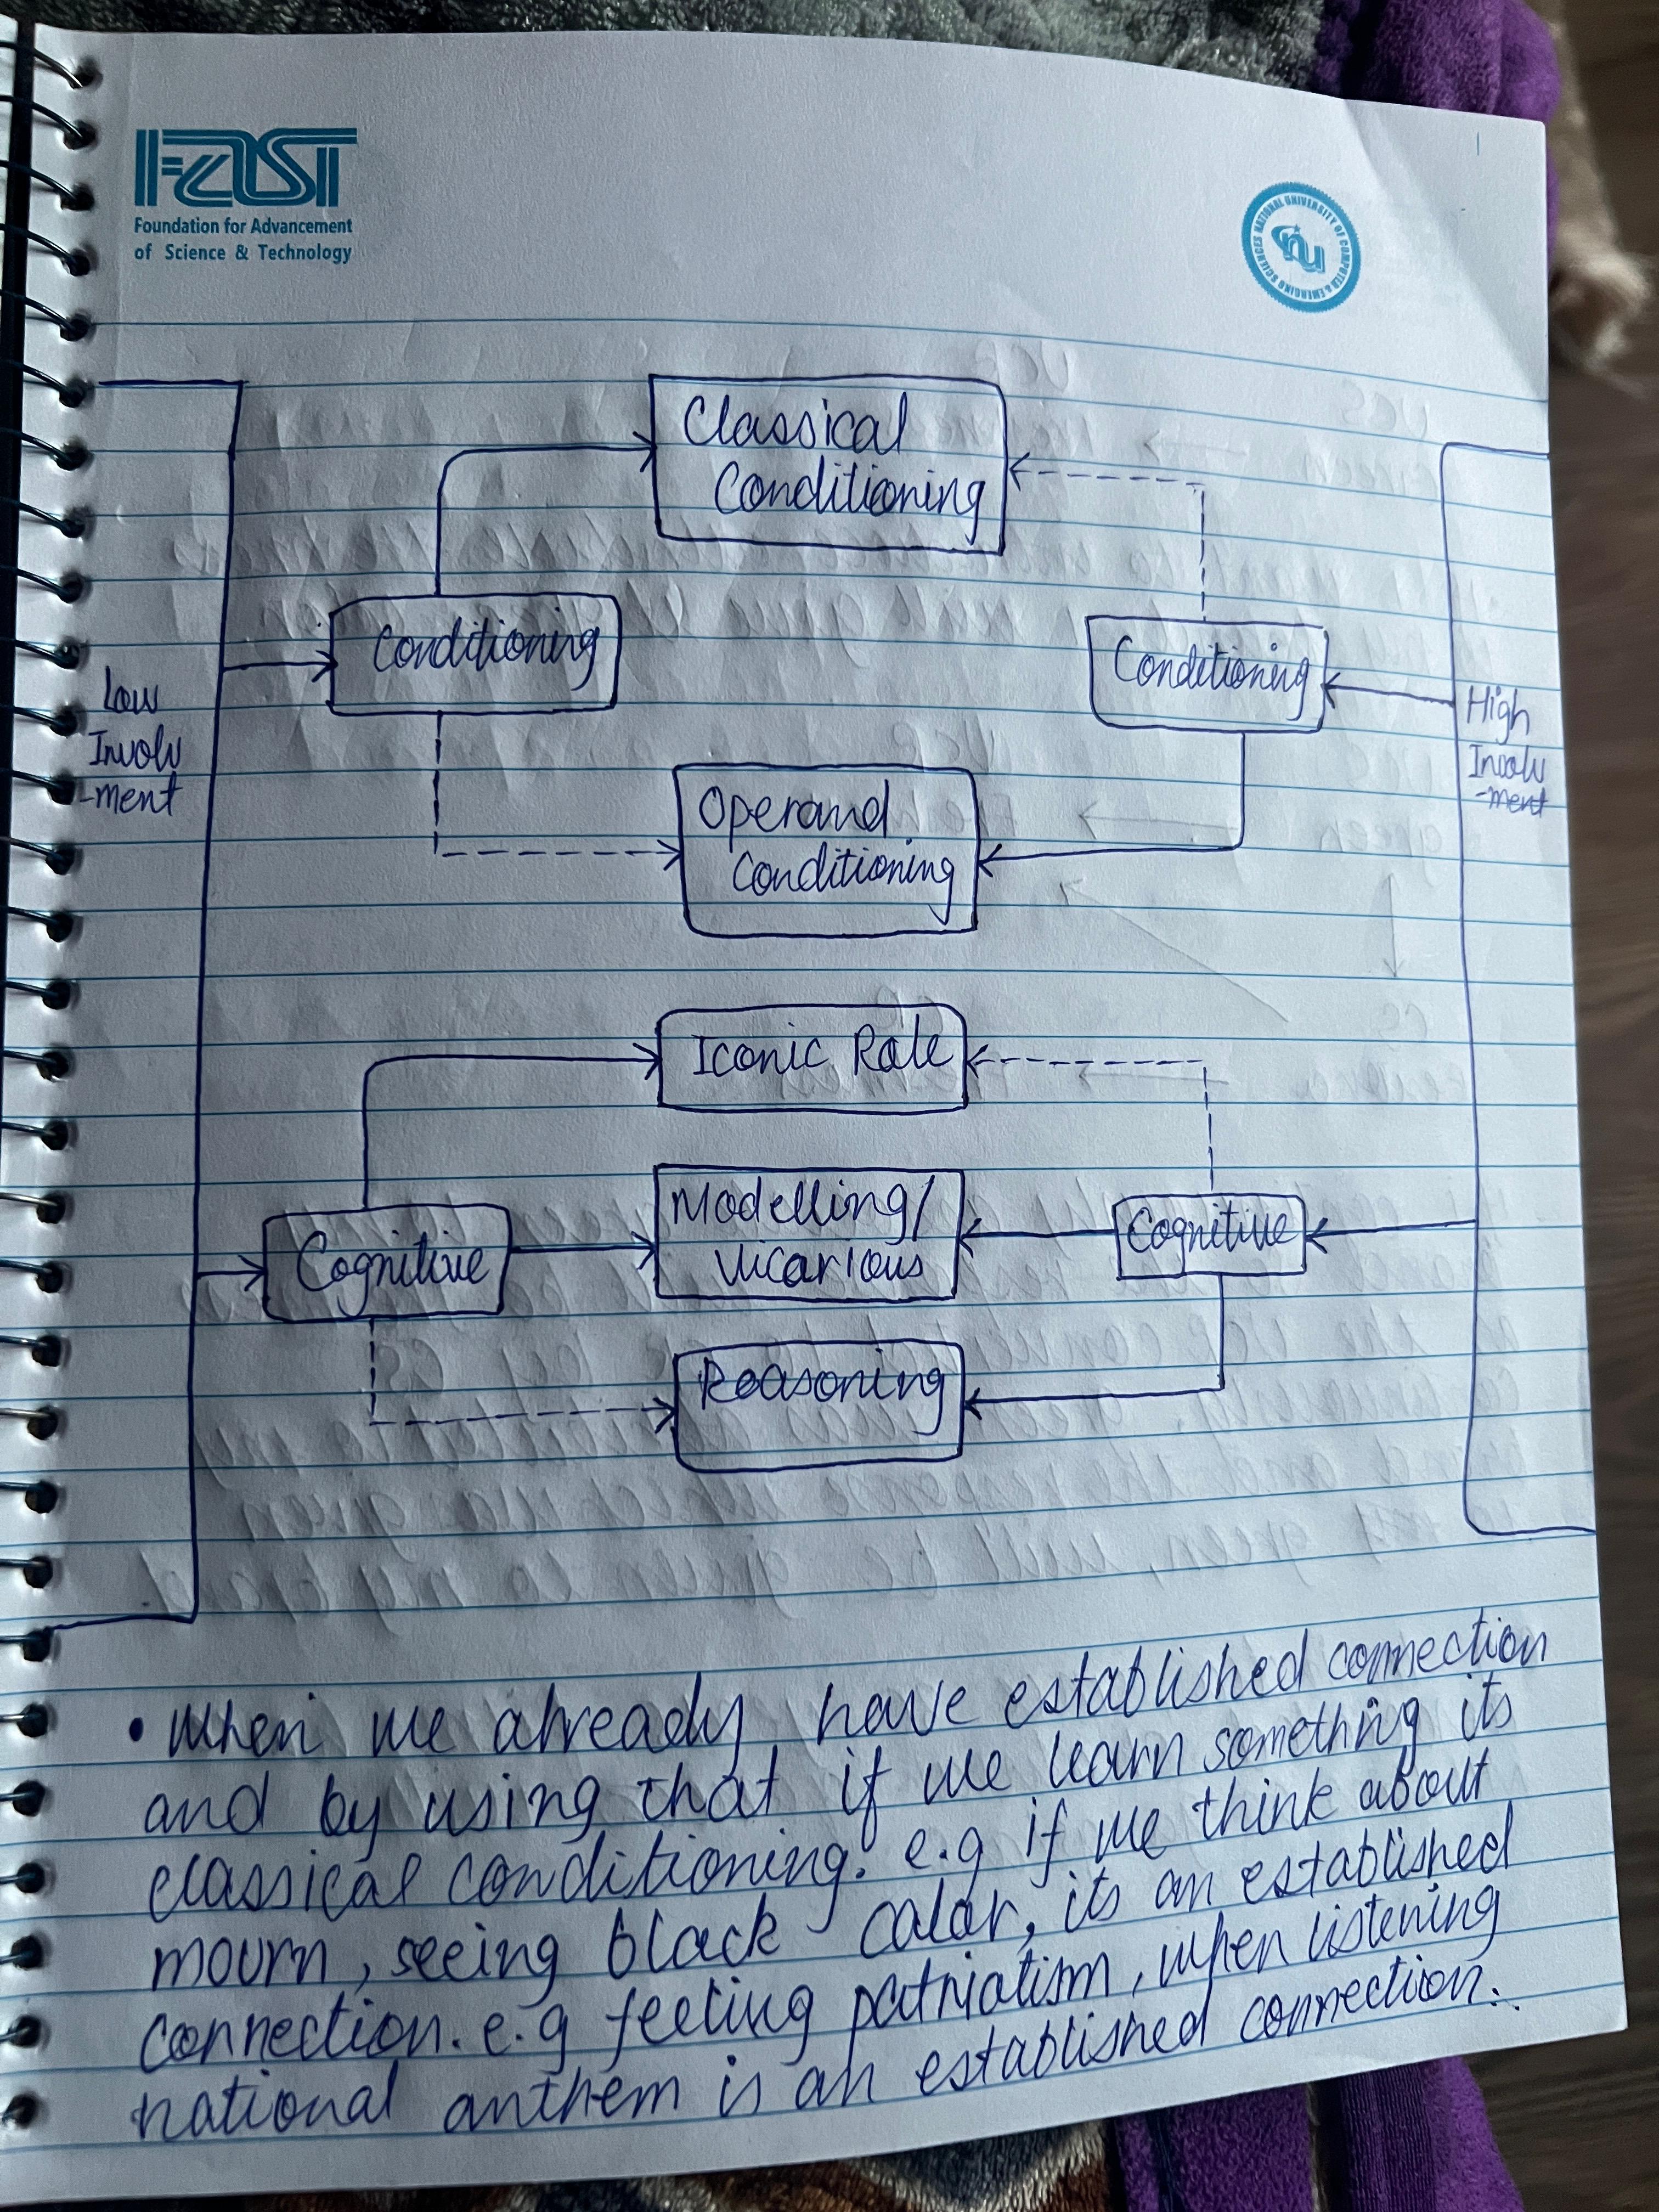 FAST
Foundation for Advancement
of Science & Technology
NATIONAL UNIVERSITY OF COMPUTER & EMERGING SCIENCES
nu
Classical
Conditioning
Conditioning
Conditioning
Low
Involv
-ment
High
Involv
-ment
Operand
Conditioning
Iconic Rote
Modelling/
Vicarious
Cognitive
Cognitive
Reasoning
• When we already have established connection
and by using that if we learn something its
classical conditioning. e.g if we think about
mourn, seeing black color, its an established
connection. e.g feeling patriotism, when listening
national anthem is an established connection.